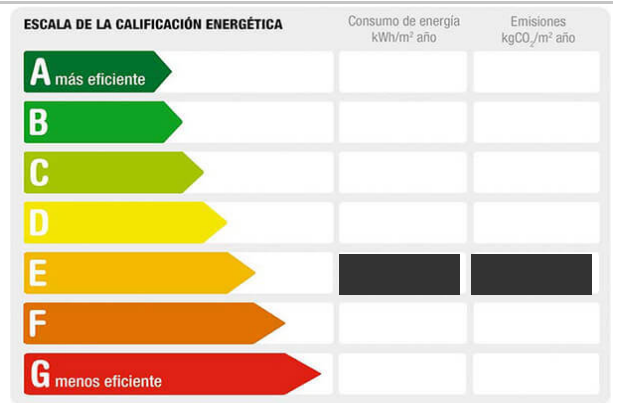 ESCALA DE LA CALIFICACIÓN ENERGÉTICA
Consumo de energía
kWh/m² año
Emisiones
kgCO₂/m² año
A más eficiente
B
C
D
E
F
G menos eficiente